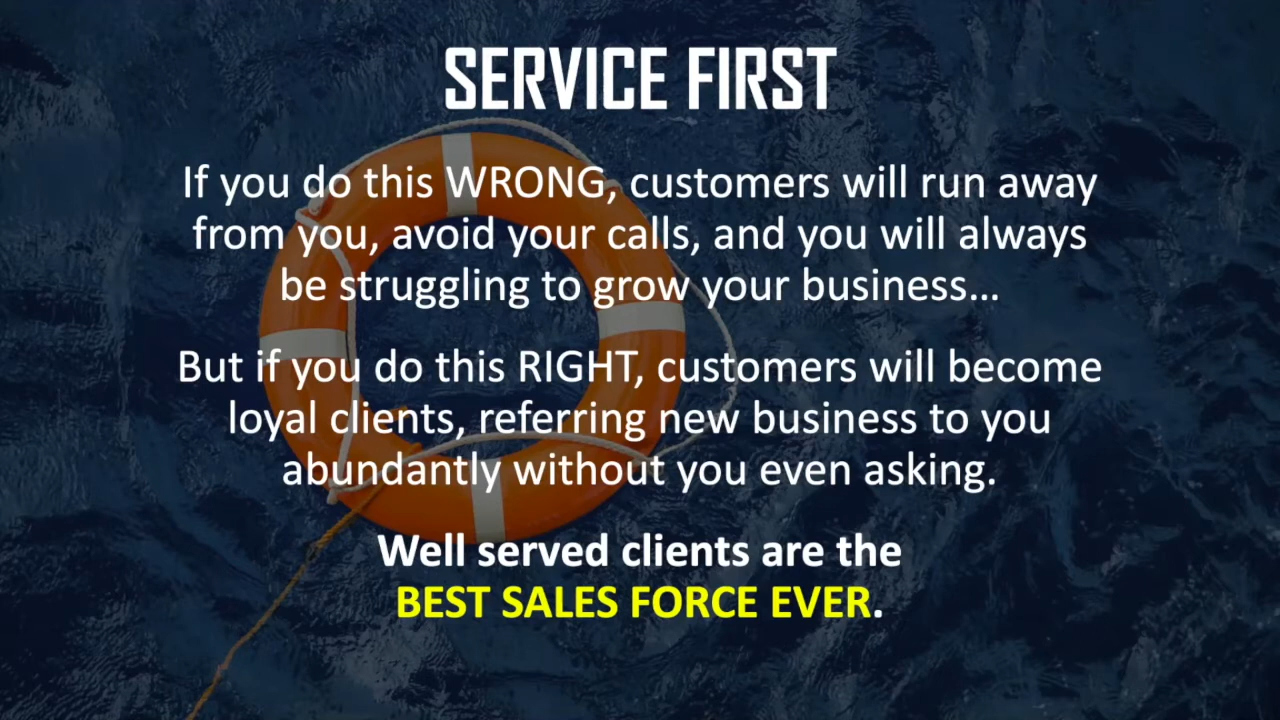 SERVICE FIRST
If you do this WRONG, customers will run away
from you, avoid your calls, and you will always
be struggling to grow your business...
But if you do this RIGHT, customers will become
loyal clients, referring new business to you
abundantly without you even asking.
Well served clients are the
BEST SALES FORCE EVER.